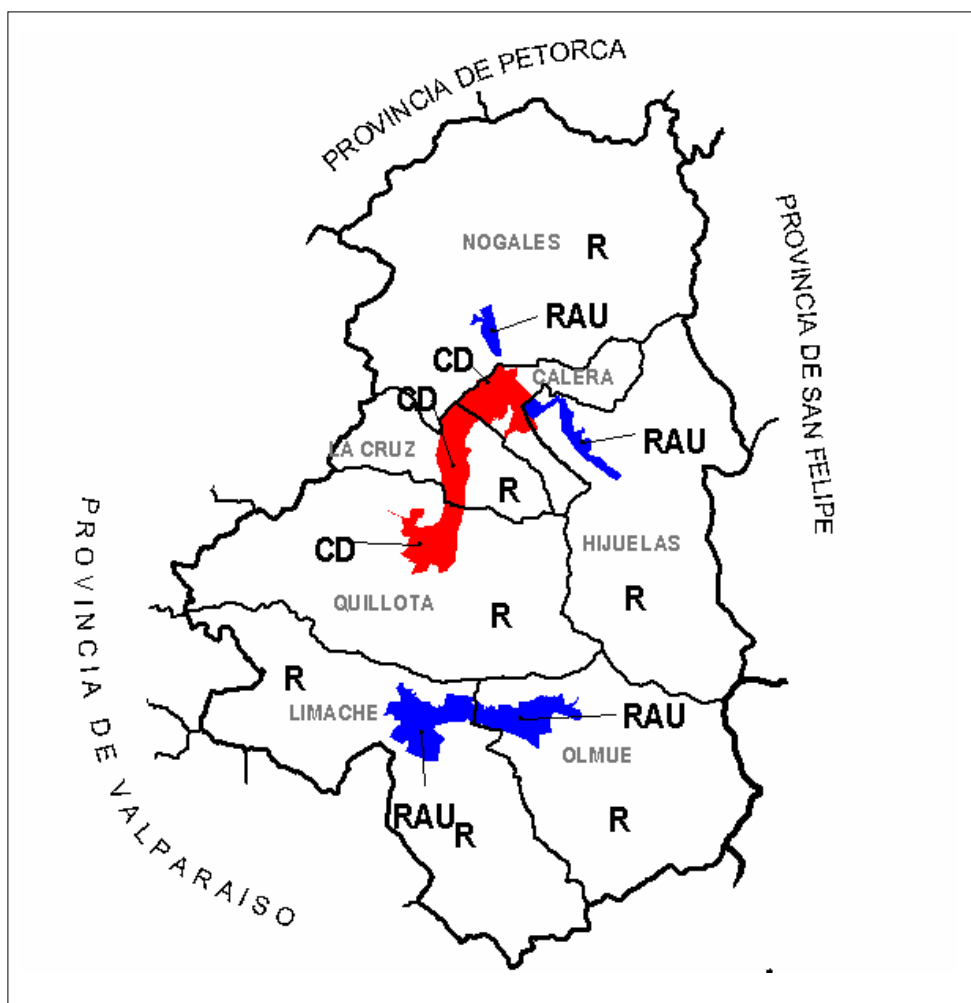 PROVINCIA DE PETORCA
NOGALES
R
PROVINCIA DE SAN FELIPE
RAU
CD
CALERA
CD
RAU
LA CRUZ
R
CD
HIJUELAS
QUILLOTA
R
R
PROVINCIA DE VALPARAISO
R
LIMACHE
RAU
OLMUE
RAU
R
R